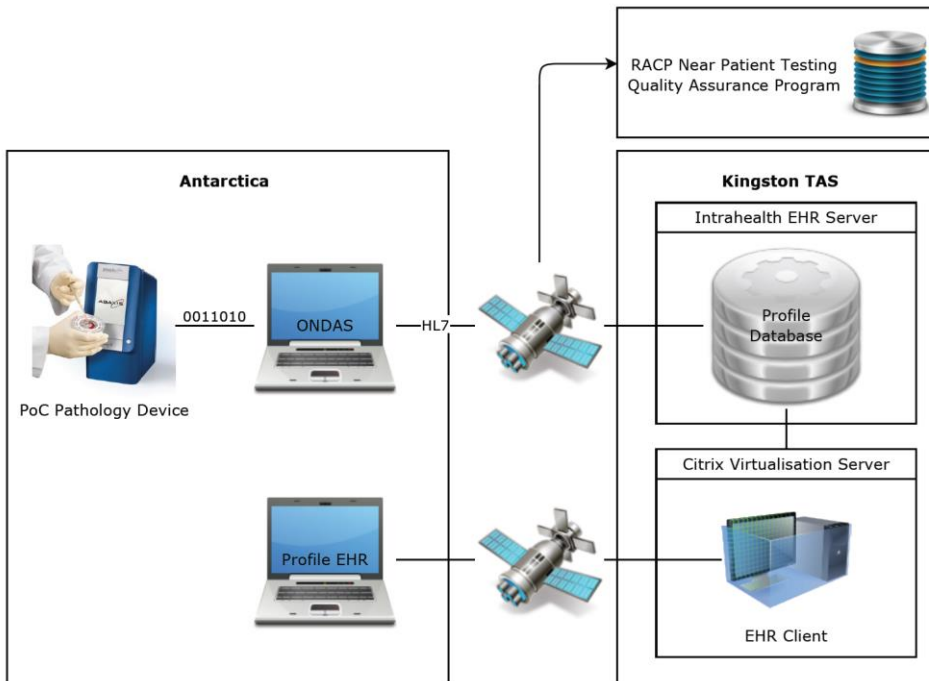 RACP Near Patient Testing
Quality Assurance Program
Antarctica
Kingston TAS
Intrahealth EHR Server
ABAXIS
0011010
ONDAS
HL7
Profile
Database
PoC Pathology Device
Citrix Virtualisation Server
Profile EHR
EHR Client